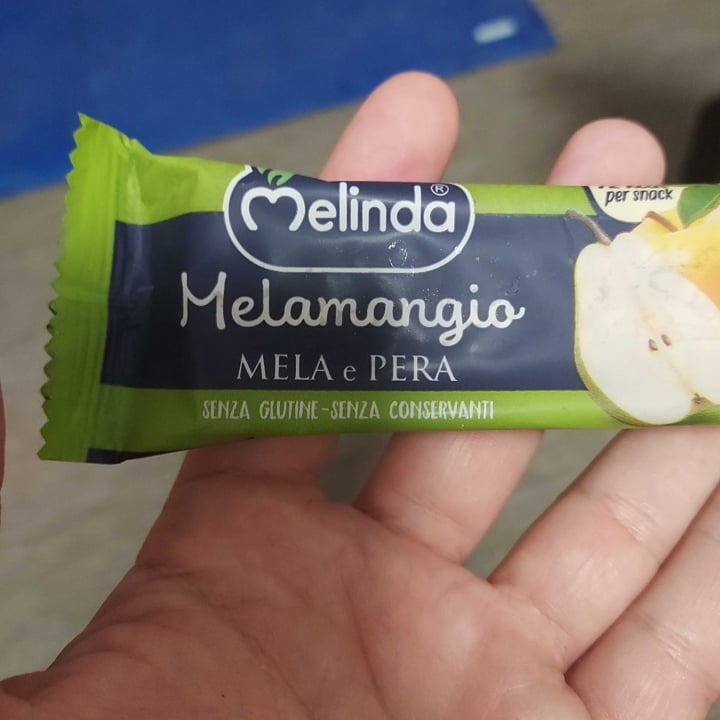 Melinda®
per snack
Melamangio
MELA e PERA
SENZA GLUTINE - SENZA CONSERVANTI